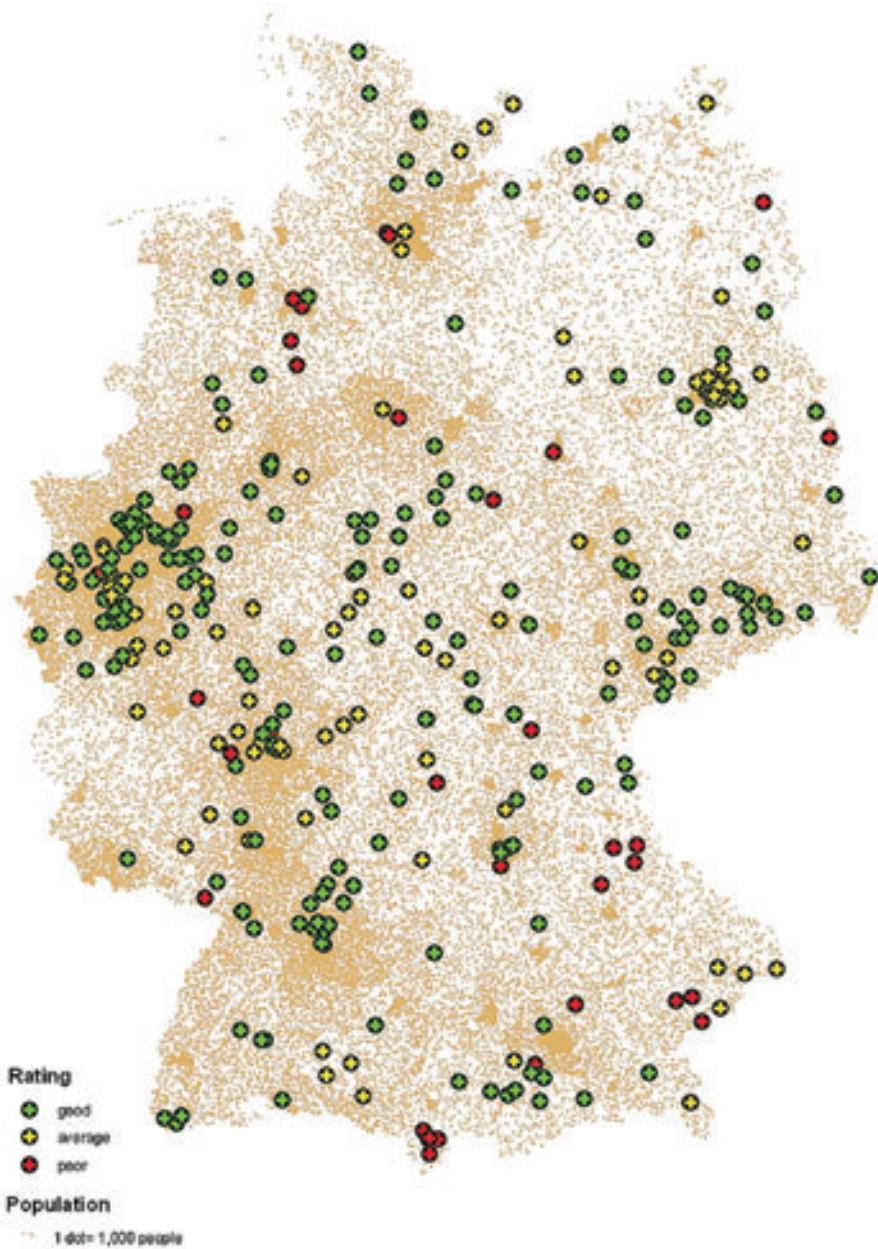 Rating
good
average
poor
Population
1 dot= 1,000 people